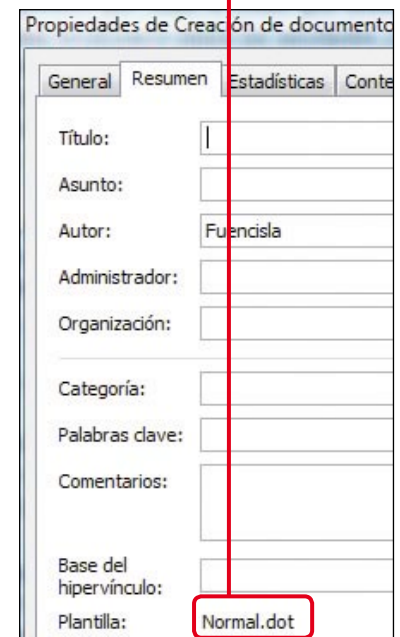 Propiedades de Creación de documento
General Resumen Estadísticas Conte
Título:
Asunto:
Autor: Fuencisla
Administrador:
Organización:
Categoría:
Palabras clave:
Comentarios:
Base del
hipervínculo:
Plantilla: Normal.dot